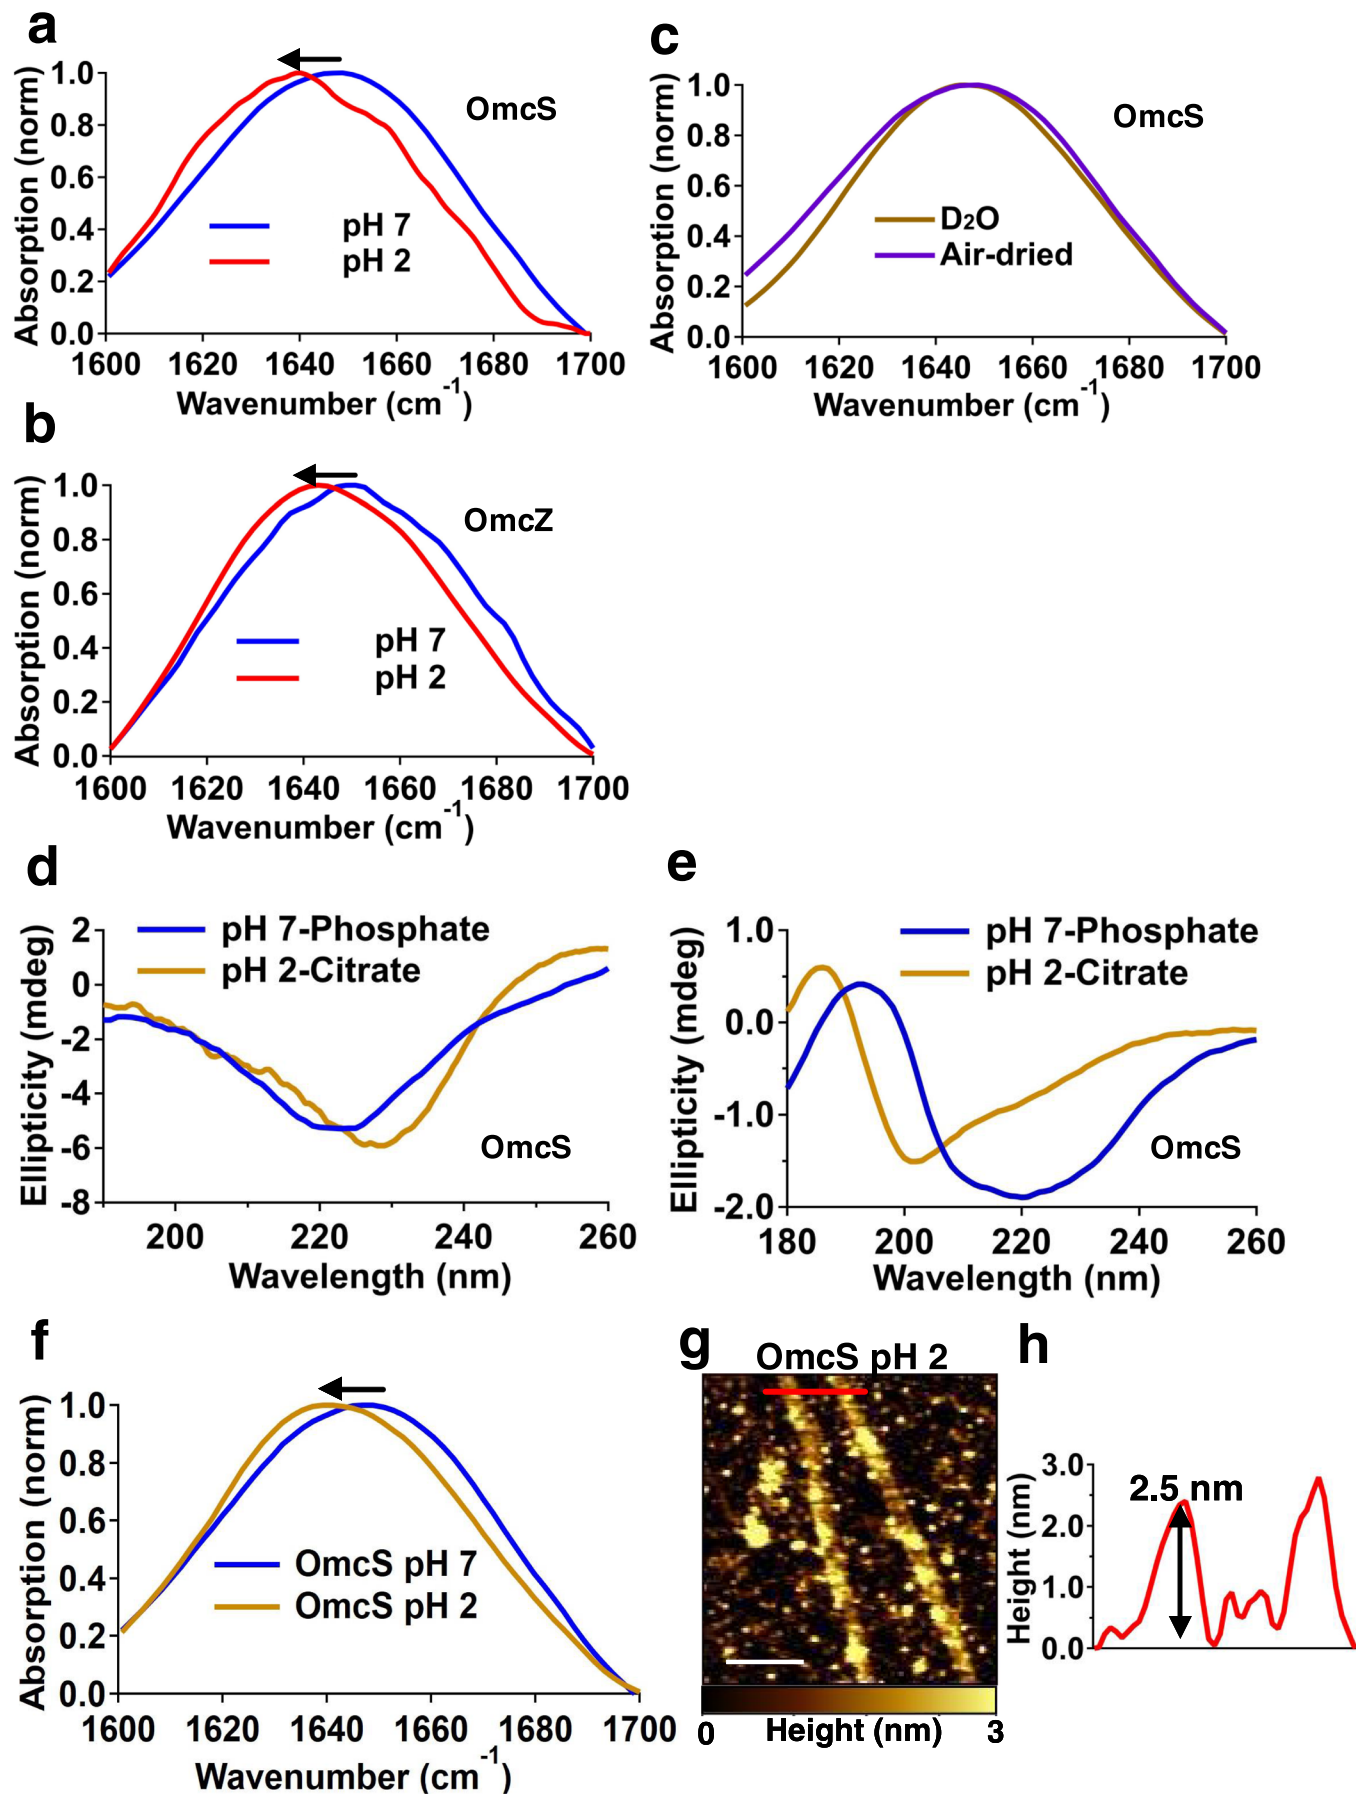 a
OmcS
1.0
0.8
0.6
0.4
0.2
0.0
Absorption (norm)
pH 7
pH 2
1600 1620 1640 1660 1680 1700
Wavenumber (cm-1)
c
OmcS
1.0
0.8
0.6
0.4
0.2
0.0
Absorption (norm)
D2O
Air-dried
1600 1620 1640 1660 1680 1700
Wavenumber (cm-1)
b
OmcZ
1.0
0.8
0.6
0.4
0.2
0.0
Absorption (norm)
pH 7
pH 2
1600 1620 1640 1660 1680 1700
Wavenumber (cm-1)
d
pH 7-Phosphate
pH 2-Citrate
2
0
-2
-4
-6
-8
Ellipticity (mdeg)
OmcS
200 220 240 260
Wavelength (nm)
e
pH 7-Phosphate
pH 2-Citrate
1.0
0.0
-1.0
-2.0
Ellipticity (mdeg)
OmcS
180 200 220 240 260
Wavelength (nm)
f
1.0
0.8
0.6
0.4
0.2
0.0
Absorption (norm)
OmcS pH 7
OmcS pH 2
1600 1620 1640 1660 1680 1700
Wavenumber (cm-1)
g
OmcS pH 2
0 Height (nm) 3
h
3.0
2.0
1.0
0.0
Height (nm)
2.5 nm